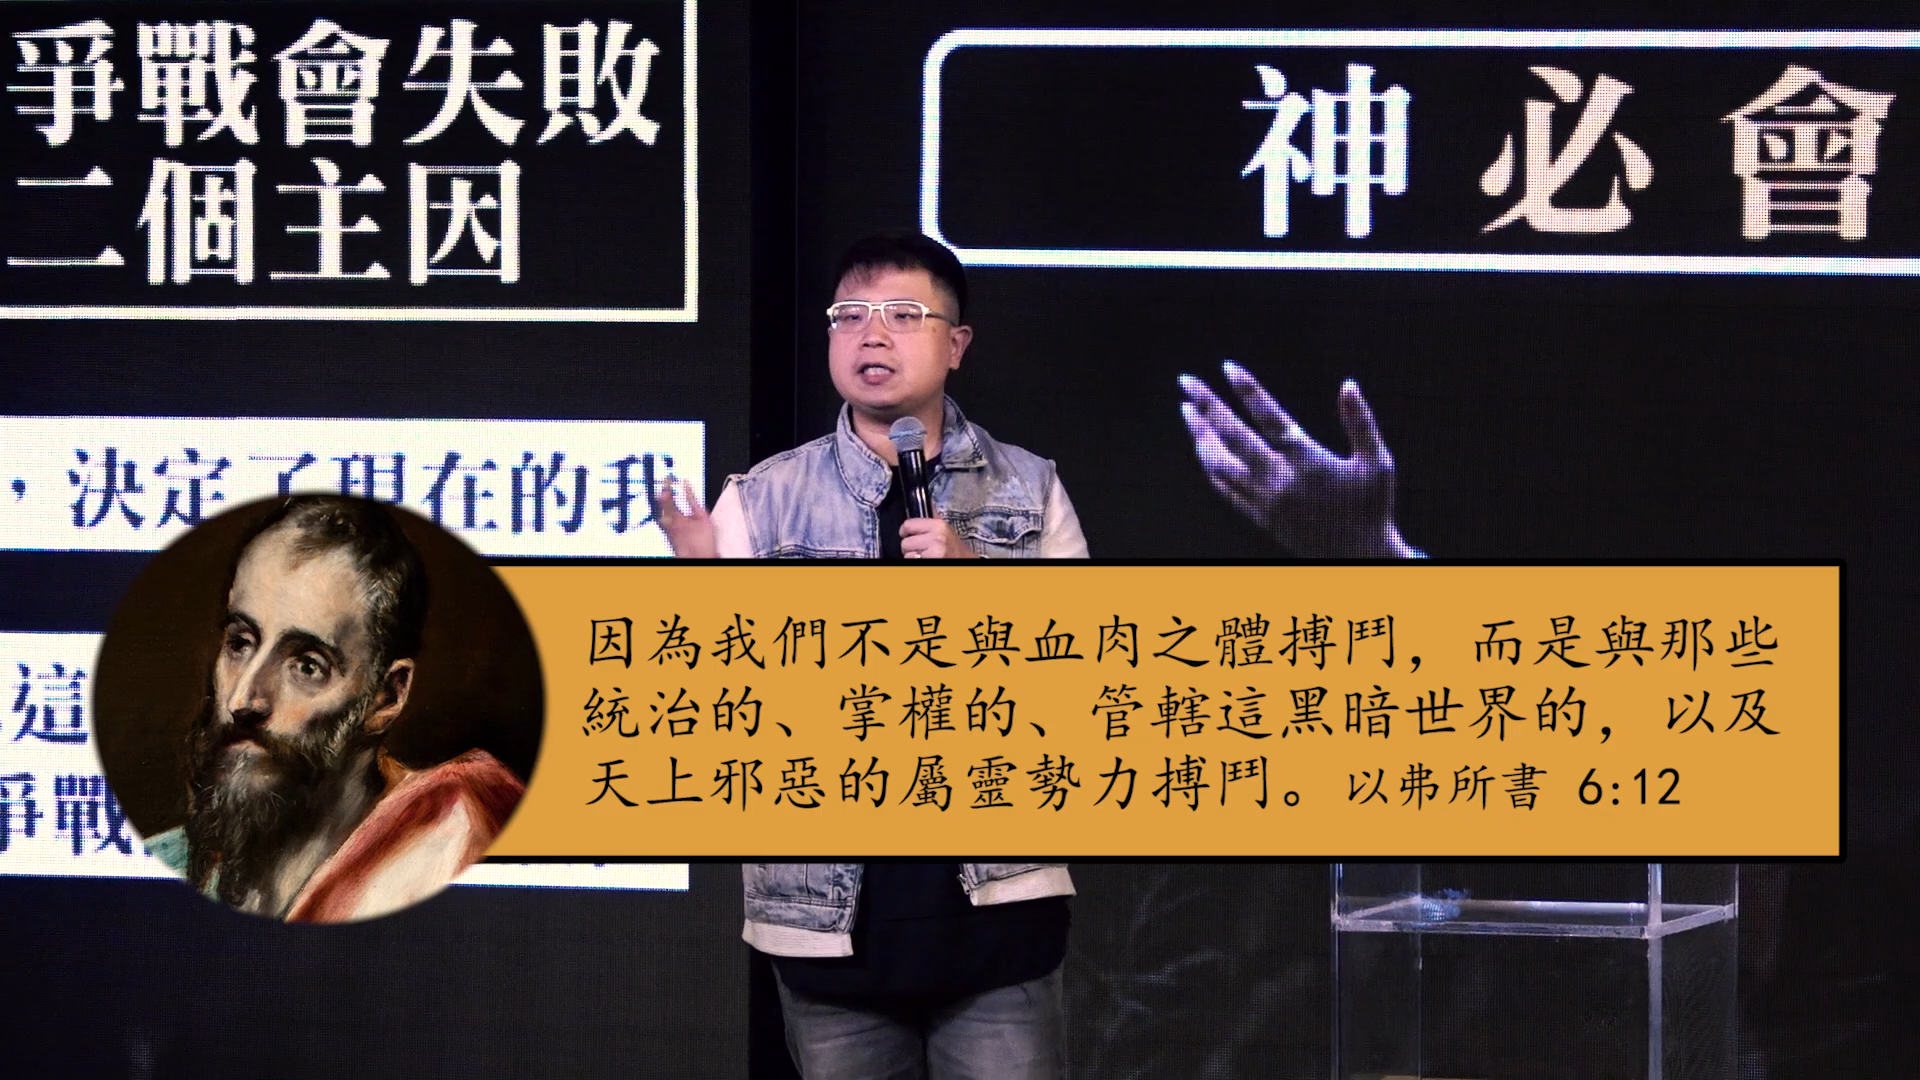 爭戰會失敗
二個主因
神必會
，決定了現在的我
這
爭戰
因為我們不是與血肉之體搏鬥，而是與那些
統治的、掌權的、管轄這黑暗世界的，以及
天上邪惡的屬靈勢力搏鬥。以弗所書 6:12